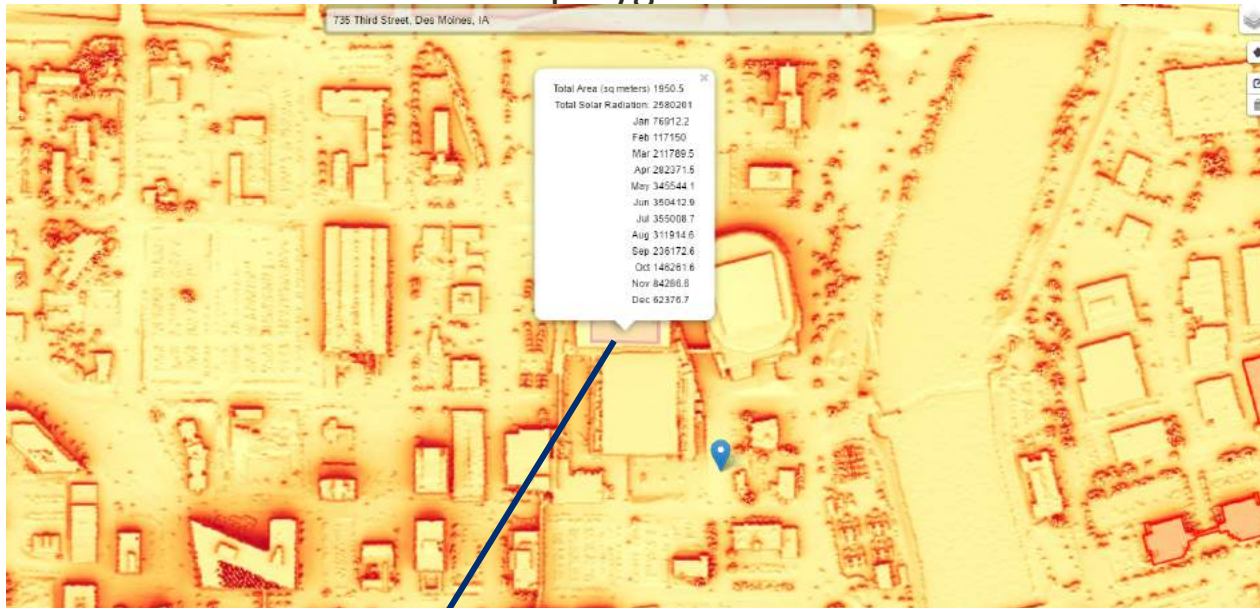 735 Third Street, Des Moines, IA
Total Area (sq meters) 1950.5
Total Solar Radiation: 2580201
Jan 76912.2
Feb 117150
Mar 211789.5
Apr 282371.5
May 345544.1
Jun 350412.9
Jul 355008.7
Aug 311914.6
Sep 236172.6
Oct 146261.6
Nov 84286.8
Dec 62376.7